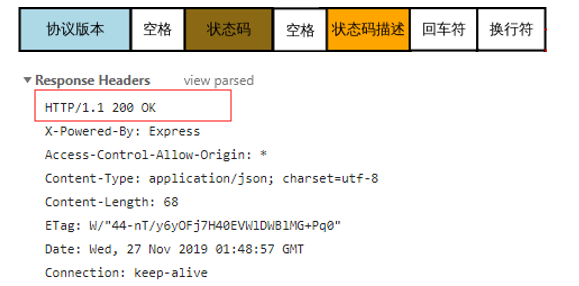 协议版本 空格 状态码 空格 状态码描述 回车符 换行符
Response Headers view parsed
HTTP/1.1 200 OK
X-Powered-By: Express
Access-Control-Allow-Origin: *
Content-Type: application/json; charset=utf-8
Content-Length: 68
ETag: W/"44-nT/y6yOFj7H40EVWlDWBlMG+Pq0"
Date: Wed, 27 Nov 2019 01:48:57 GMT
Connection: keep-alive